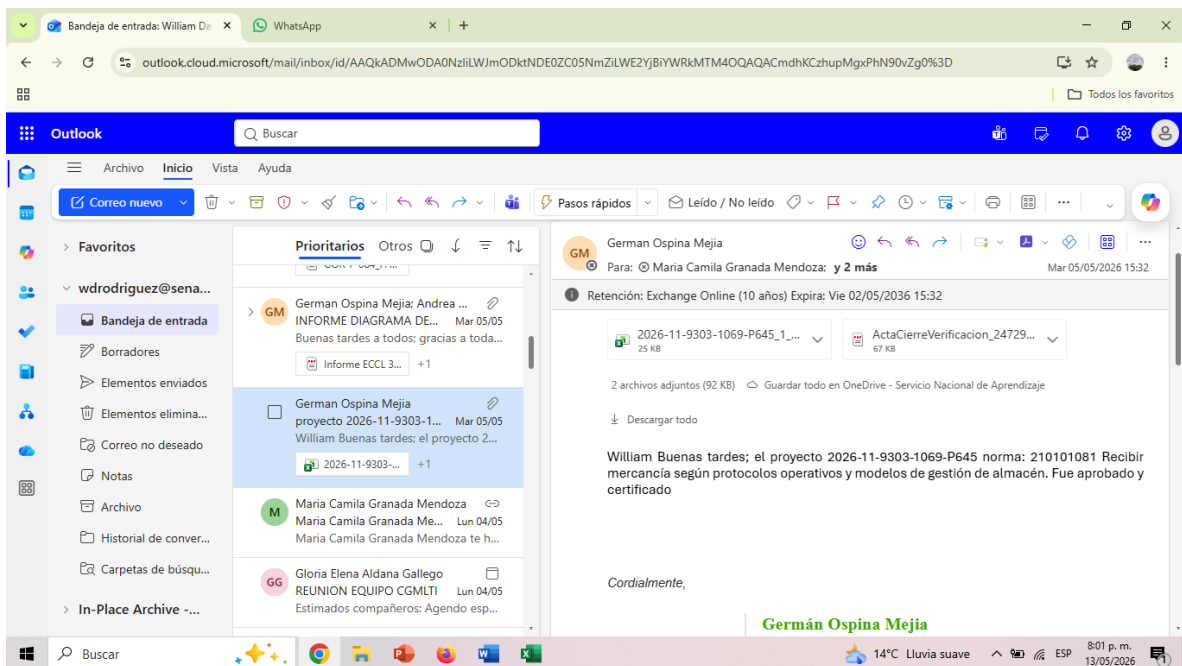 Bandeja de entrada: William Da
WhatsApp
outlook.cloud.microsoft/mail/inbox/id/AAQkADMwODA0NzliLWJmODktNDE0ZC05NmZiLWE2YjBiYWRkMTM4OQAQACmdhKCzhupMgxPhN90vZg0%3D
Todos los favoritos
Outlook
Buscar
Archivo Inicio Vista Ayuda
Correo nuevo
Pasos rápidos
Leído / No leído
Favoritos
wdrodriguez@sena...
Bandeja de entrada
Borradores
Elementos enviados
Elementos elimina...
Correo no deseado
Notas
Archivo
Historial de conver...
Carpetas de búsqu...
In-Place Archive -...
Prioritarios Otros
GM
German Ospina Mejia; Andrea ...
INFORME DIAGRAMA DE... Mar 05/05
Buenas tardes a todos; gracias a toda...
Informe ECCL 3... +1
German Ospina Mejia
proyecto 2026-11-9303-1... Mar 05/05
William Buenas tardes; el proyecto 2...
2026-11-9303-... +1
M
Maria Camila Granada Mendoza
Maria Camila Granada Me... Lun 04/05
Maria Camila Granada Mendoza te h...
GG
Gloria Elena Aldana Gallego
REUNION EQUIPO CGMLTI Lun 04/05
Estimados compañeros: Agendo esp...
GM
German Ospina Mejia
Para: Maria Camila Granada Mendoza; y 2 más
Mar 05/05/2026 15:32
Retención: Exchange Online (10 años) Expira: Vie 02/05/2036 15:32
2026-11-9303-1069-P645_1_...
25 KB
ActaCierreVerificacion_24729...
67 KB
2 archivos adjuntos (92 KB) Guardar todo en OneDrive - Servicio Nacional de Aprendizaje
Descargar todo
William Buenas tardes; el proyecto 2026-11-9303-1069-P645 norma: 210101081 Recibir
mercancía según protocolos operativos y modelos de gestión de almacén. Fue aprobado y
certificado
Cordialmente,
Germán Ospina Mejia
Buscar
14°C Lluvia suave
ESP
8:01 p. m.
13/05/2026